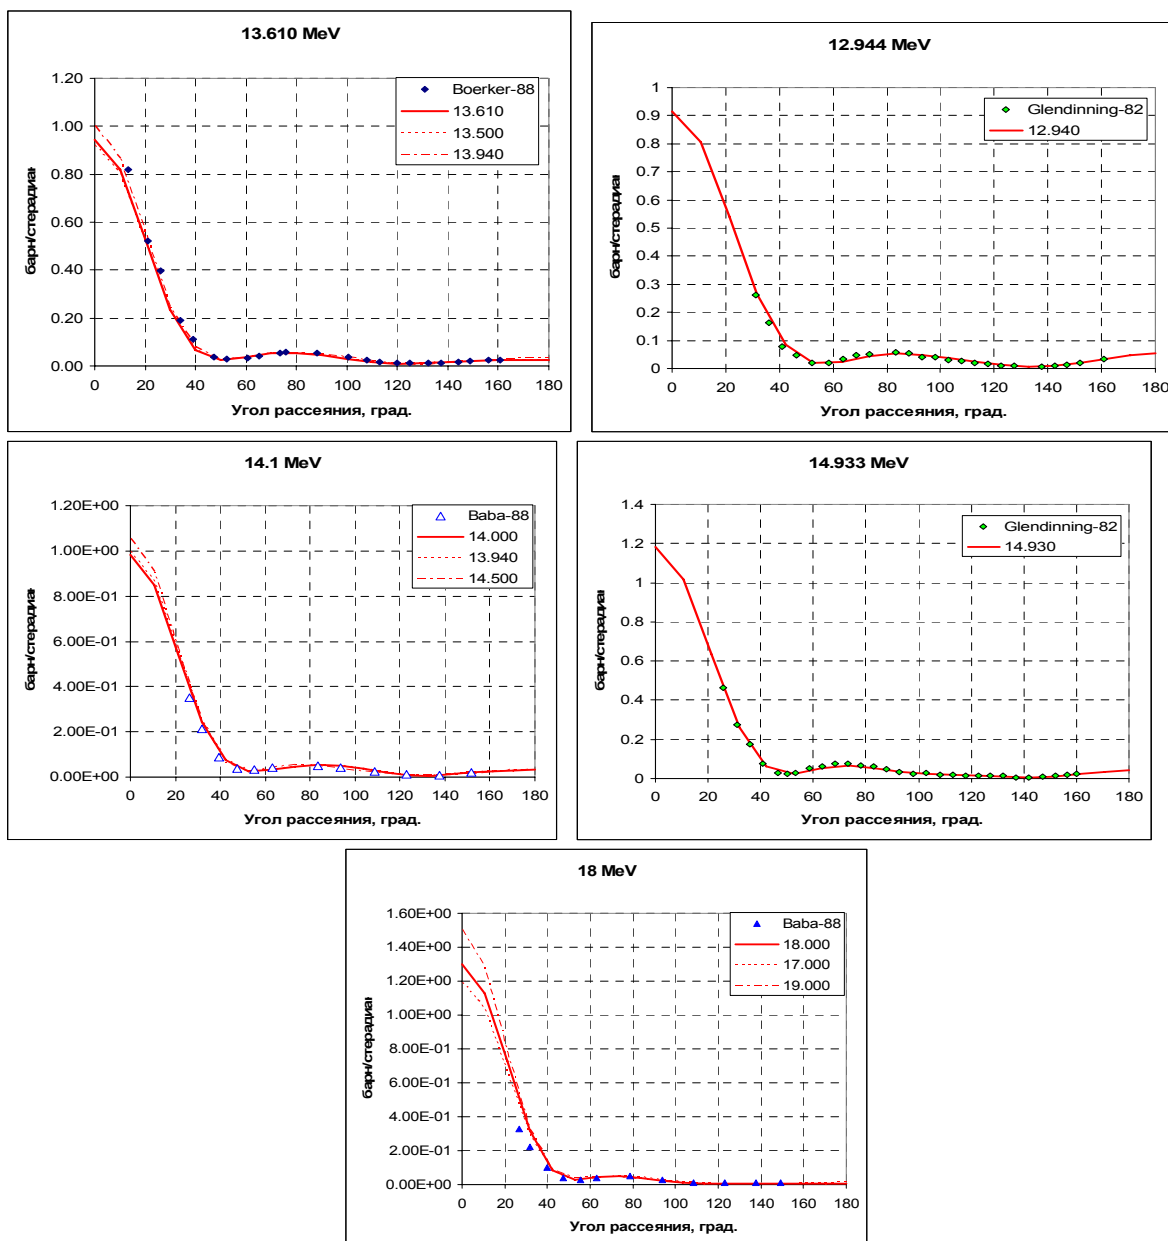 13.610 MeV
1.20
1.00
0.80
0.60
0.40
0.20
0.00
барн/стерадиан
Boerker-88
13.610
13.500
13.940
0 20 40 60 80 100 120 140 160 180
Угол рассеяния, град.
12.944 MeV
1
0.9
0.8
0.7
0.6
0.5
0.4
0.3
0.2
0.1
0
барн/стерадиан
Glendinning-82
12.940
0 20 40 60 80 100 120 140 160 180
Угол рассеяния, град.
14.1 MeV
1.20E+00
1.00E+00
8.00E-01
6.00E-01
4.00E-01
2.00E-01
0.00E+00
барн/стерадиан
Baba-88
14.000
13.940
14.500
0 20 40 60 80 100 120 140 160 180
Угол рассеяния, град.
14.933 MeV
1.4
1.2
1
0.8
0.6
0.4
0.2
0
барн/стерадиан
Glendinning-82
14.930
0 20 40 60 80 100 120 140 160 180
Угол рассеяния, град.
18 MeV
1.60E+00
1.40E+00
1.20E+00
1.00E+00
8.00E-01
6.00E-01
4.00E-01
2.00E-01
0.00E+00
барн/стерадиан
Baba-88
18.000
17.000
19.000
0 20 40 60 80 100 120 140 160 180
Угол рассеяния, град.